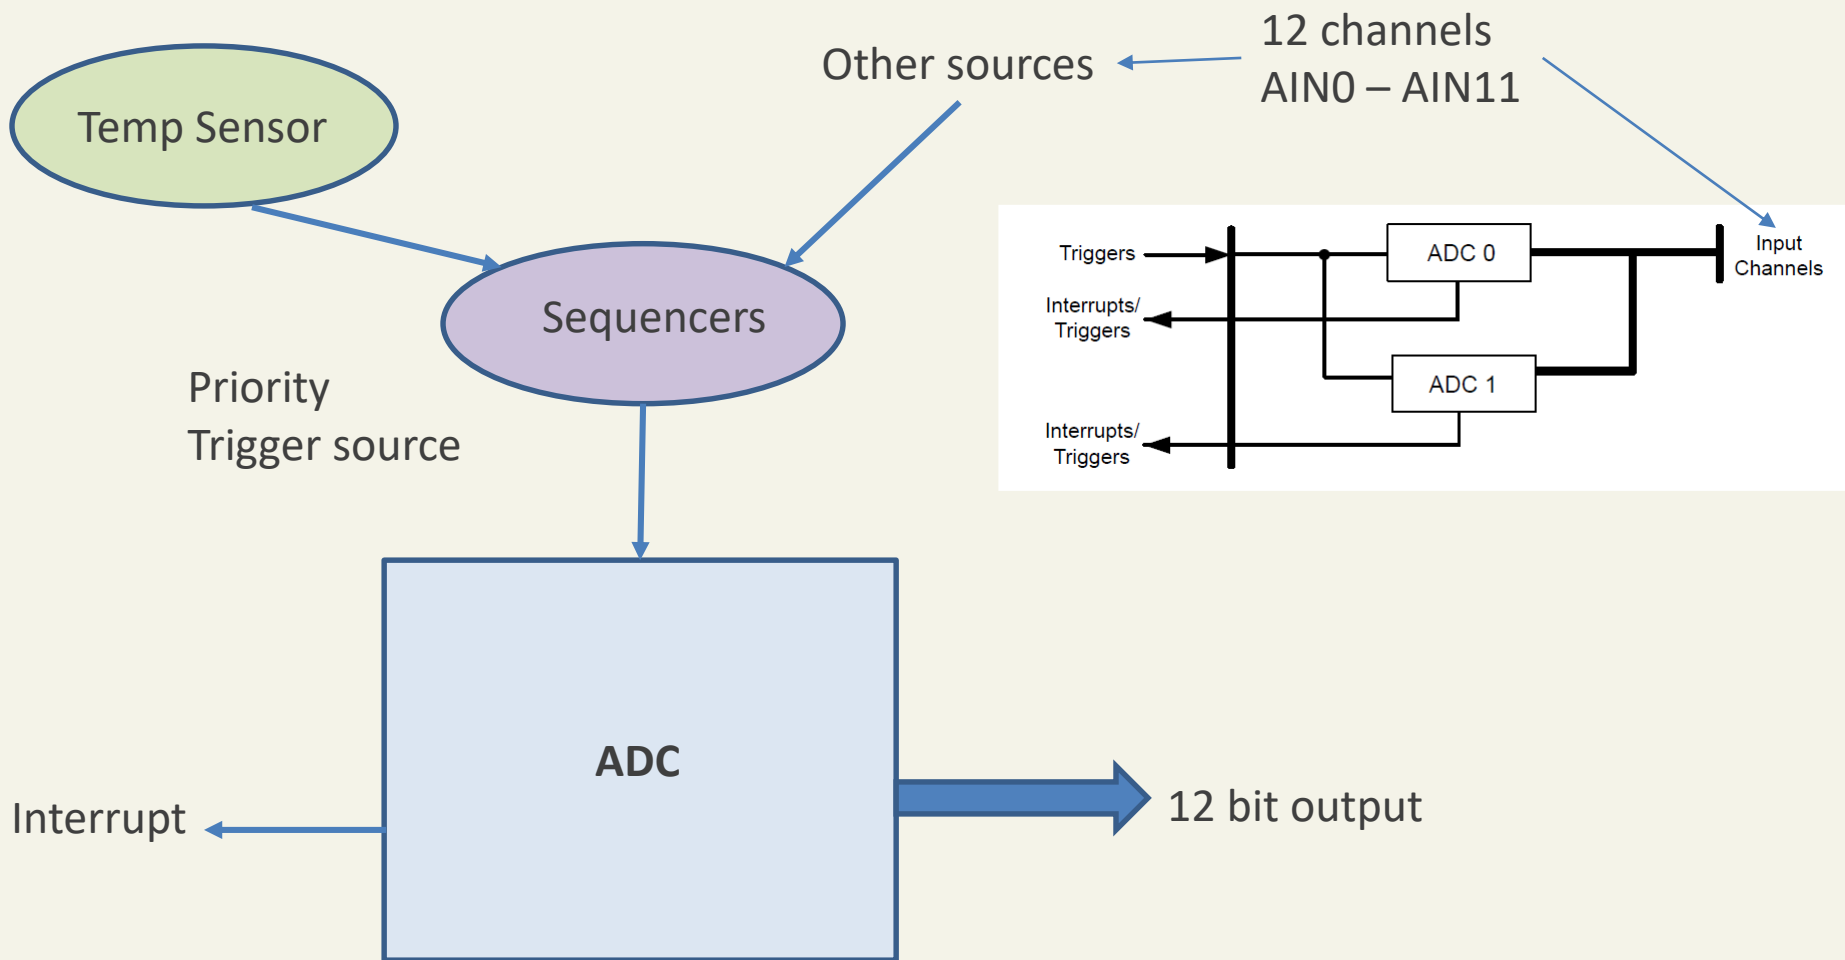 12 channels
AIN0 – AIN11
Other sources
Temp Sensor
Sequencers
Priority
Trigger source
Triggers
Interrupts/
Triggers
Interrupts/
Triggers
ADC 0
ADC 1
Input
Channels
ADC
Interrupt
12 bit output